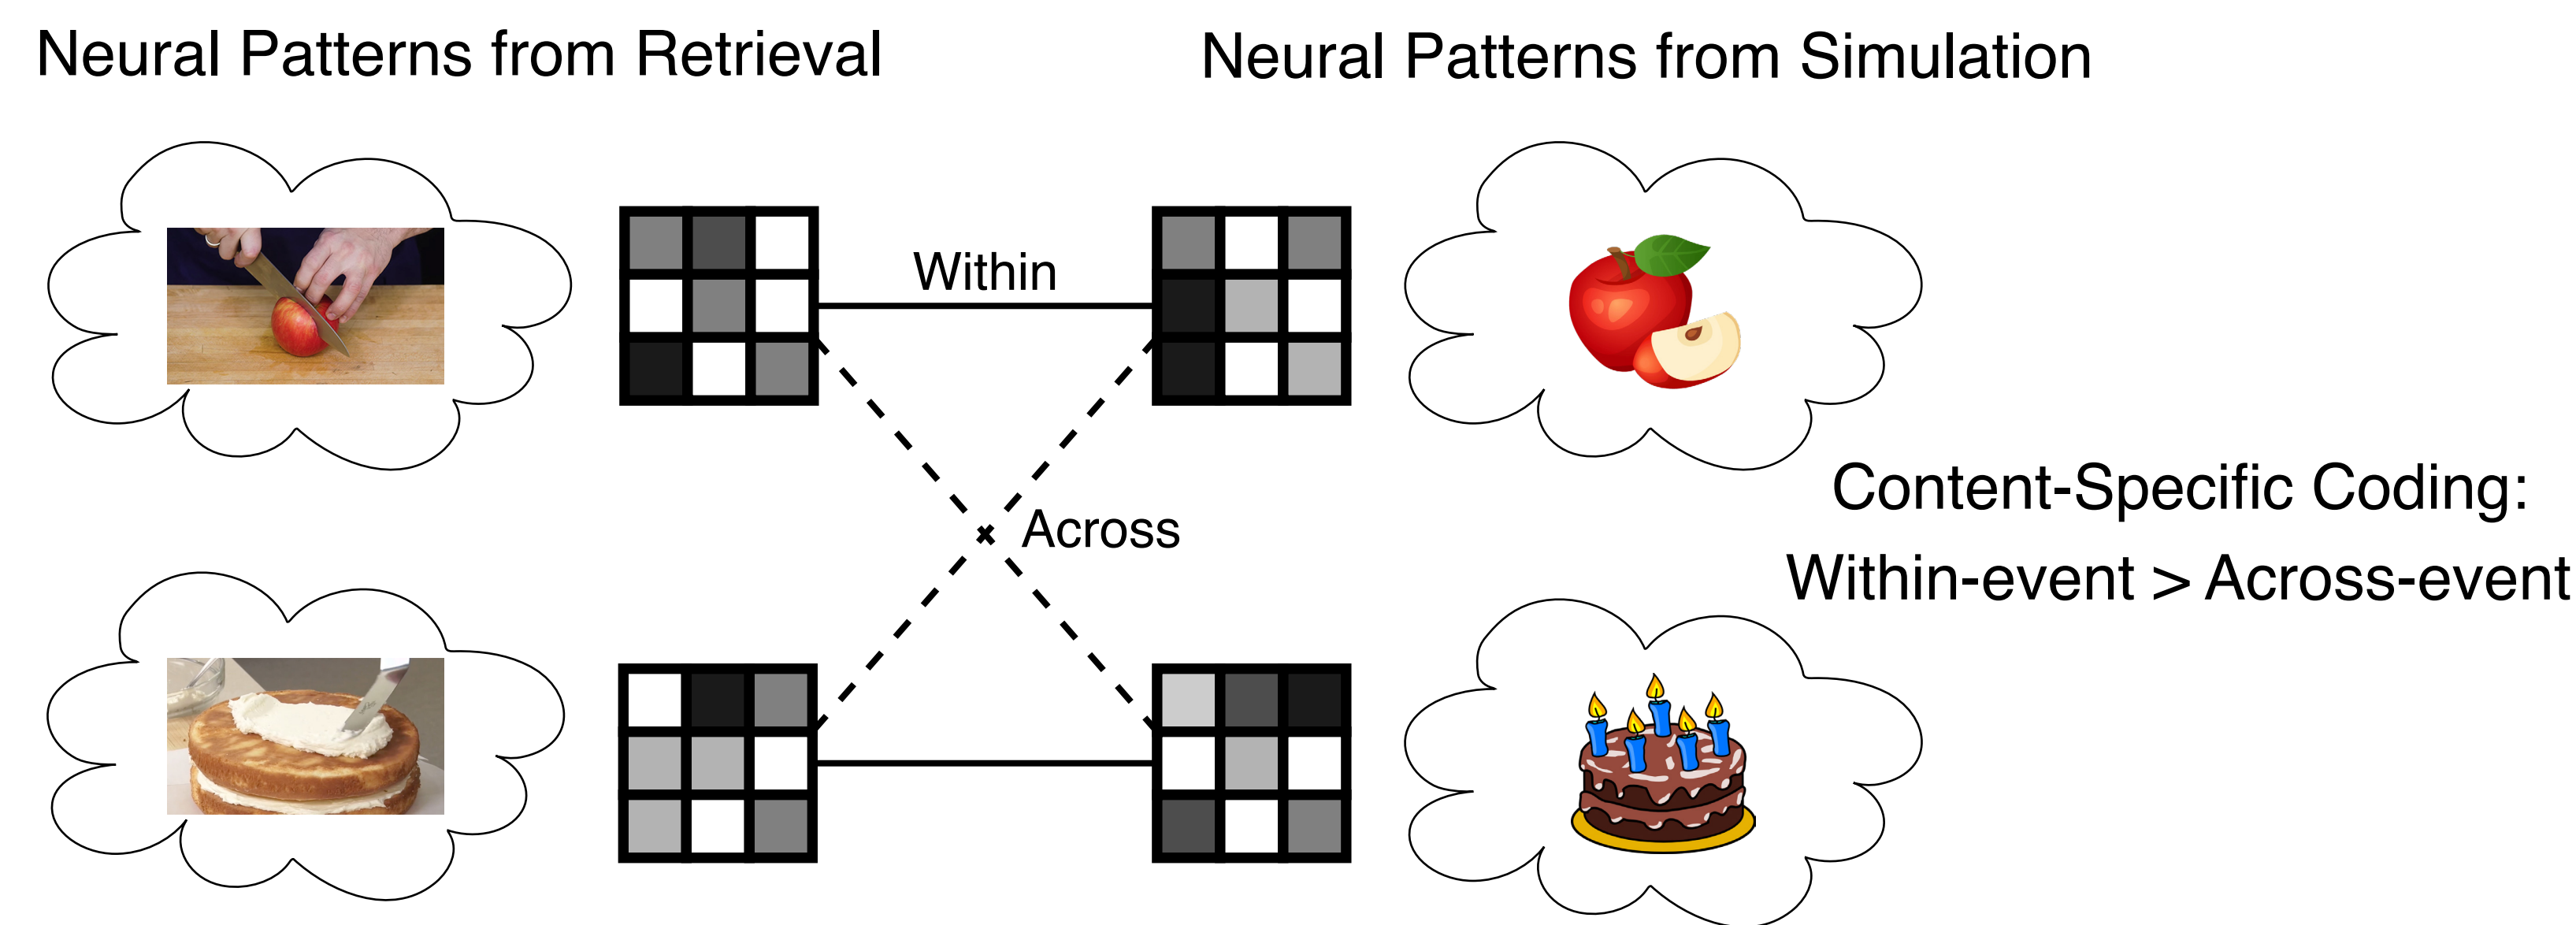 Neural Patterns from Retrieval
Neural Patterns from Simulation
Within
Across
Content-Specific Coding:
Within-event > Across-event